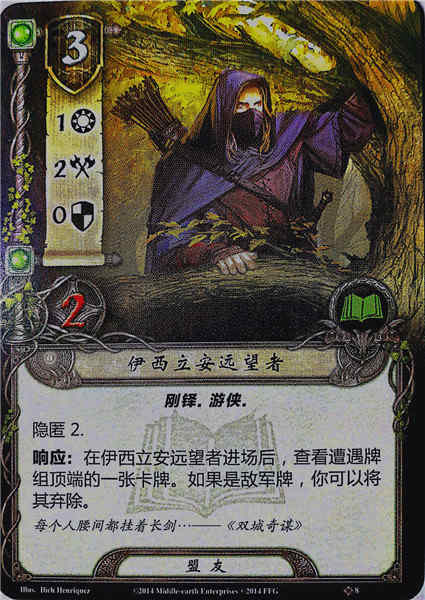 3
1
2
0
2
伊西立安远望者
刚铎. 游侠.
隐匿 2.
响应：在伊西立安远望者进场后，查看遭遇牌
组顶端的一张卡牌。如果是敌军牌，你可以将
其弃除。
每个人腰间都挂着长剑…——《双城奇谋》
盟友
Illus. Rich Henriquez ©2014 Middle-earth Enterprises • 2014 FFG 8